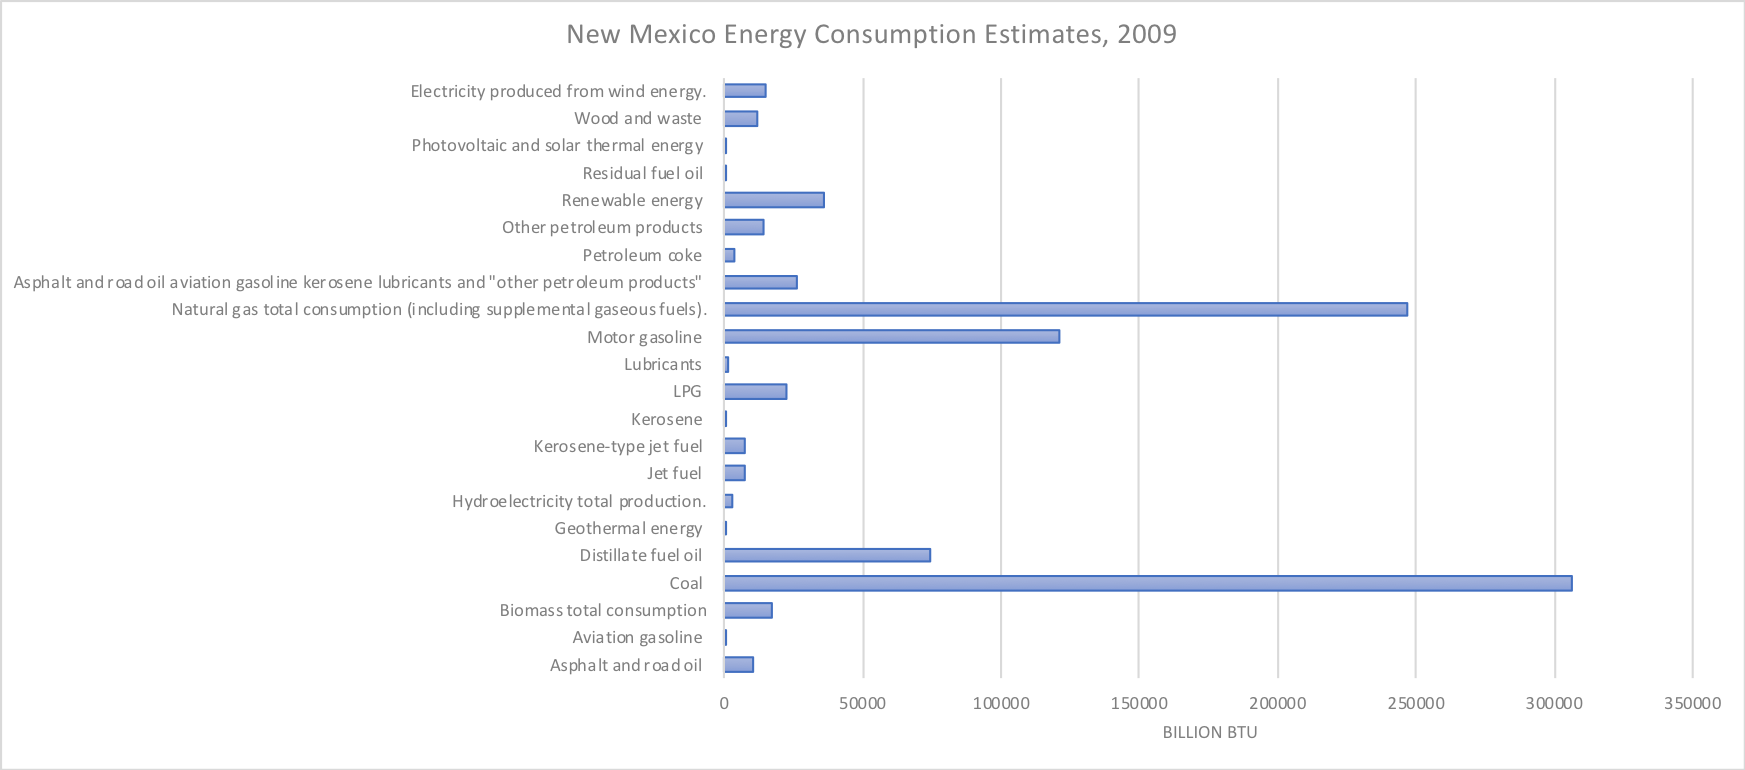 New Mexico Energy Consumption Estimates, 2009
Electricity produced from wind energy.
Wood and waste
Photovoltaic and solar thermal energy
Residual fuel oil
Renewable energy
Other petroleum products
Petroleum coke
Asphalt and road oil aviation gasoline kerosene lubricants and "other petroleum products"
Natural gas total consumption (including supplemental gaseous fuels).
Motor gasoline
Lubricants
LPG
Kerosene
Kerosene-type jet fuel
Jet fuel
Hydroelectricity total production.
Geothermal energy
Distillate fuel oil
Coal
Biomass total consumption
Aviation gasoline
Asphalt and road oil
0 50000 100000 150000 200000 250000 300000 350000
BILLION BTU